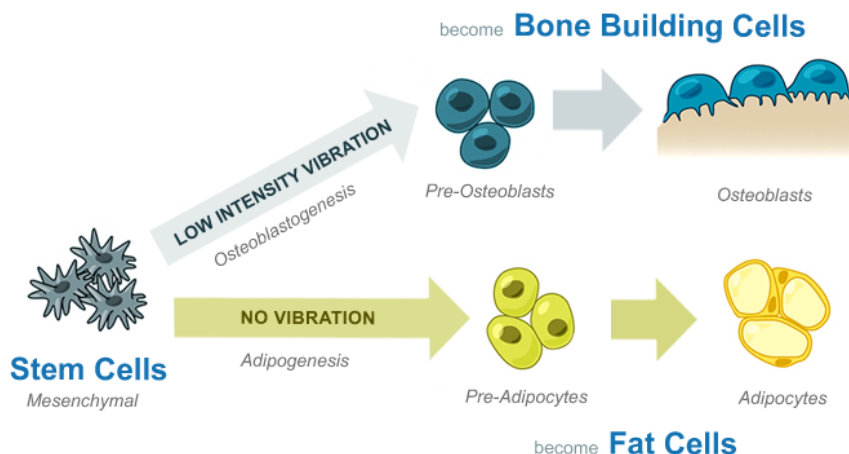 become Bone Building Cells
LOW INTENSITY VIBRATION
Osteoblastogenesis
Pre-Osteoblasts
Osteoblasts
NO VIBRATION
Adipogenesis
Stem Cells
Mesenchymal
Pre-Adipocytes
Adipocytes
become Fat Cells